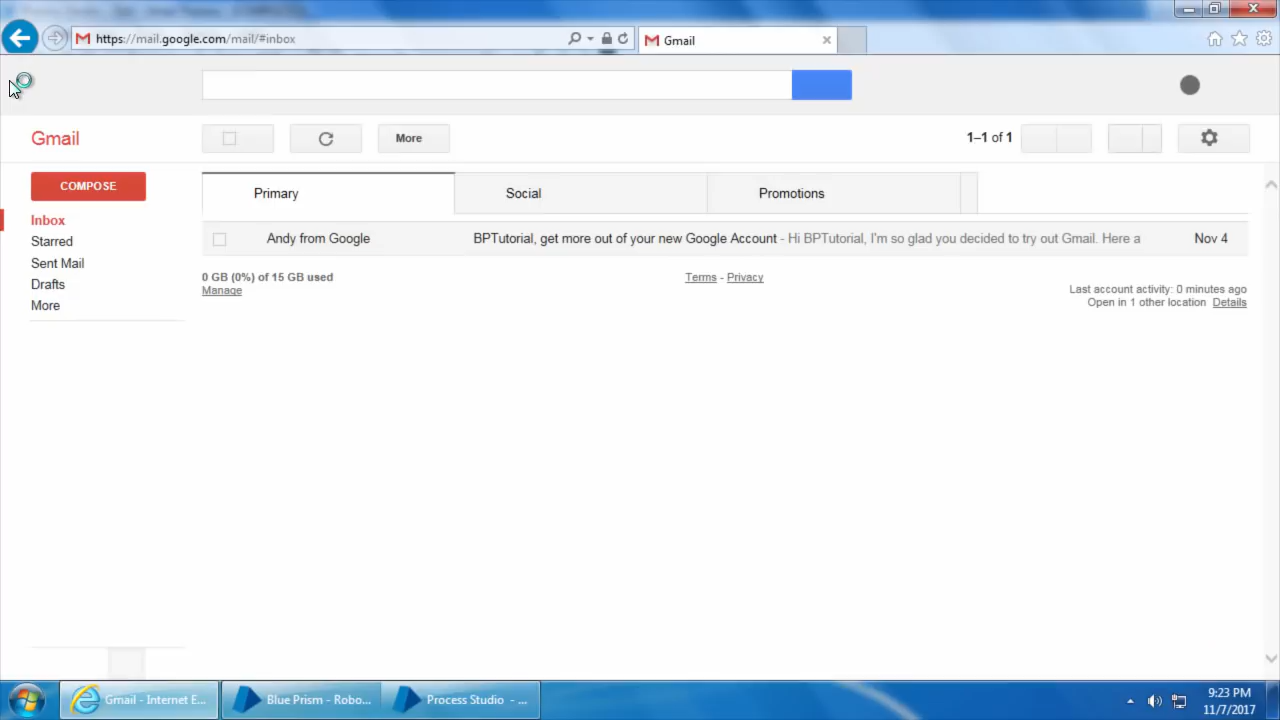 https://mail.google.com/mail/#inbox
Gmail
Gmail
More
1–1 of 1
COMPOSE
Primary
Social
Promotions
Inbox
Starred
Sent Mail
Drafts
More
Andy from Google
BPTutorial, get more out of your new Google Account - Hi BPTutorial, I'm so glad you decided to try out Gmail. Here a
Nov 4
0 GB (0%) of 15 GB used
Manage
Terms - Privacy
Last account activity: 0 minutes ago
Open in 1 other location Details
Gmail - Internet E...
Blue Prism - Robo...
Process Studio - ...
9:23 PM
11/7/2017